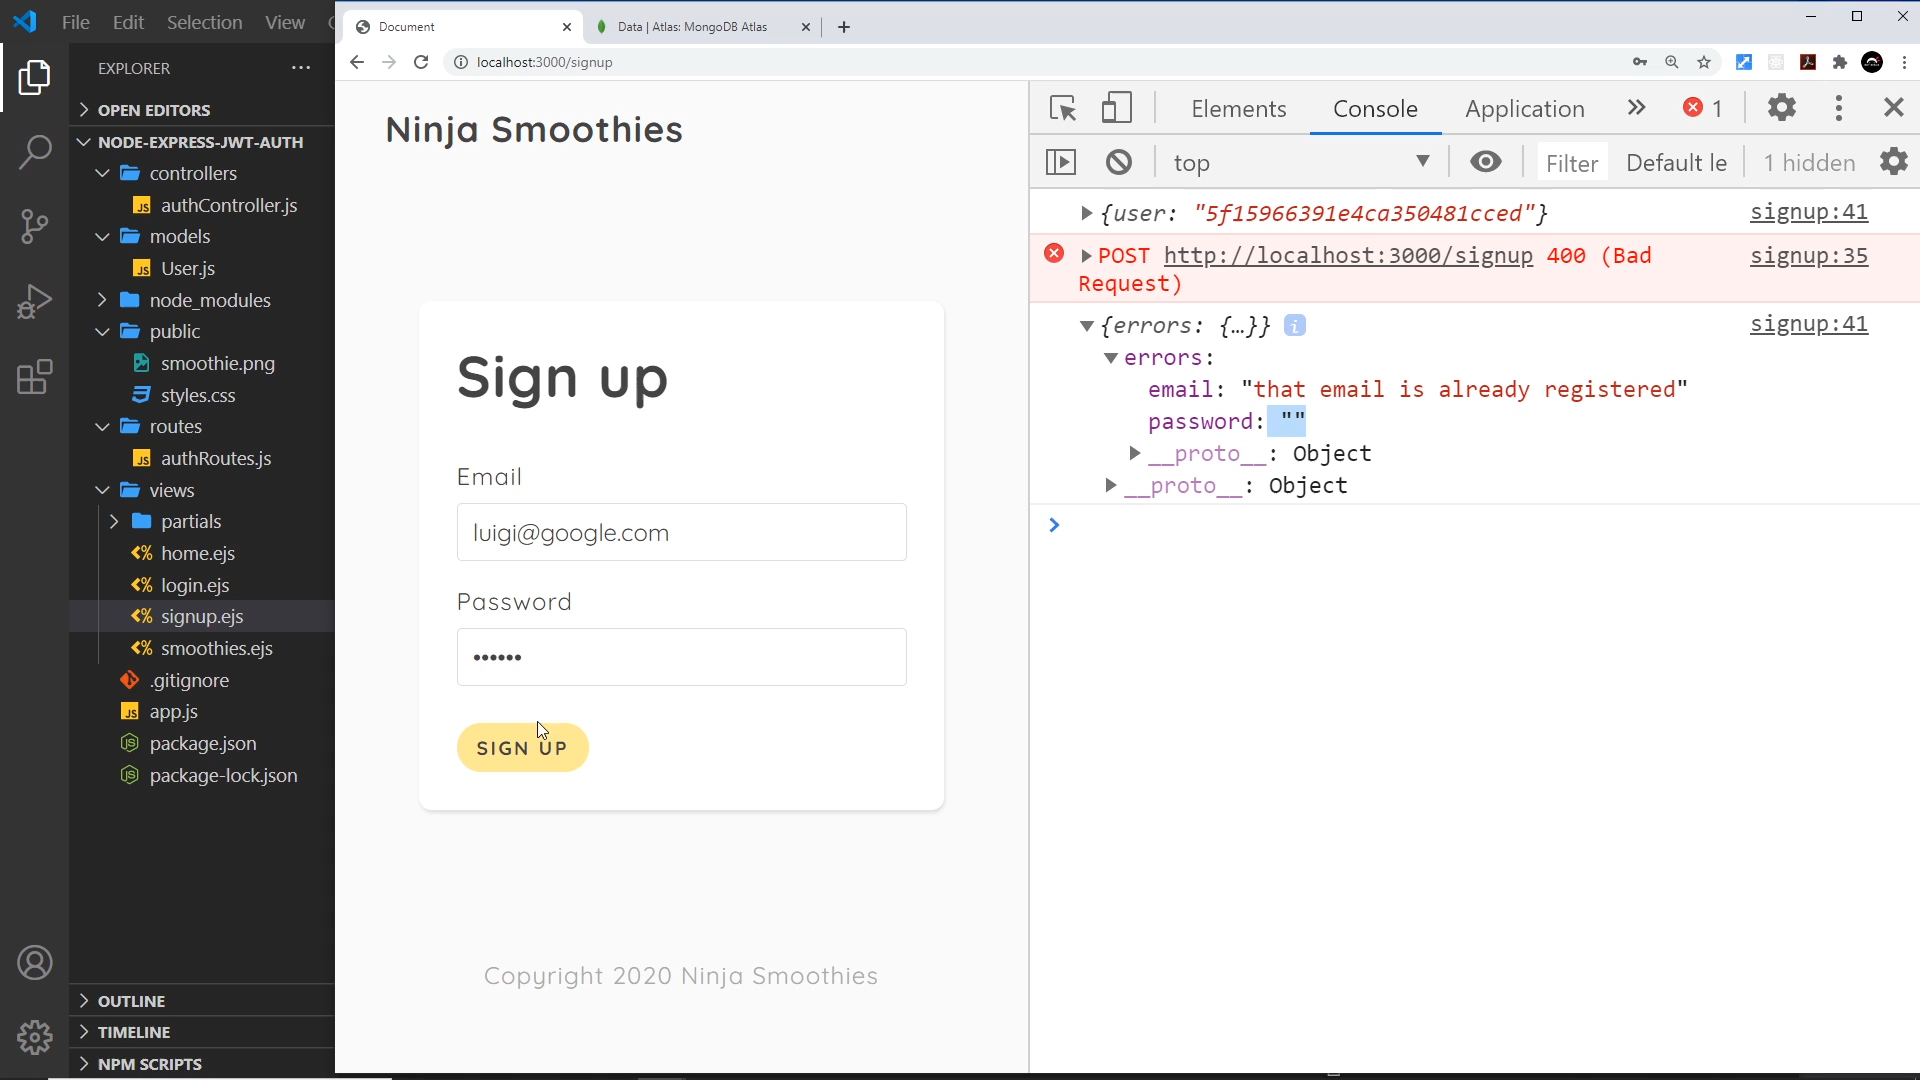 File Edit Selection View
Document
Data | Atlas: MongoDB Atlas
localhost:3000/signup
EXPLORER
OPEN EDITORS
NODE-EXPRESS-JWT-AUTH
controllers
JS authController.js
models
JS User.js
node_modules
public
smoothie.png
styles.css
routes
JS authRoutes.js
views
partials
<% home.ejs
<% login.ejs
<% signup.ejs
<% smoothies.ejs
.gitignore
JS app.js
package.json
package-lock.json
OUTLINE
TIMELINE
NPM SCRIPTS
Ninja Smoothies
Sign up
Email
luigi@google.com
Password
••••••
SIGN UP
Copyright 2020 Ninja Smoothies
Elements Console Application » 1
top Filter Default le 1 hidden
{user: "5f15966391e4ca350481cced"} signup:41
POST http://localhost:3000/signup 400 (Bad signup:35
Request)
{errors: {…}} i signup:41
errors:
email: "that email is already registered"
password: ""
__proto__: Object
__proto__: Object